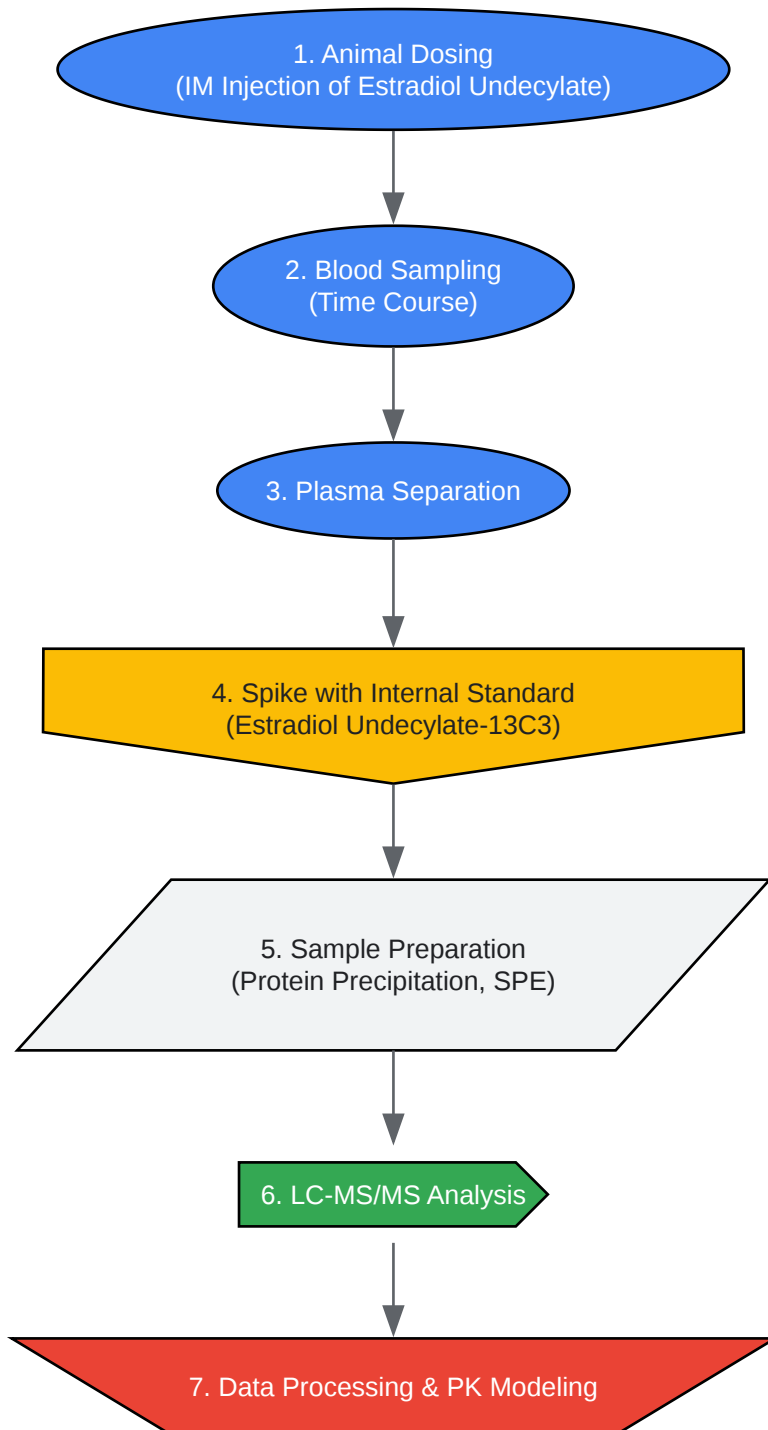 1. Animal Dosing
(IM Injection of Estradiol Undecylate)
2. Blood Sampling
(Time Course)
3. Plasma Separation
4. Spike with Internal Standard
(Estradiol Undecylate-13C3)
5. Sample Preparation
(Protein Precipitation, SPE)
6. LC-MS/MS Analysis
7. Data Processing & PK Modeling